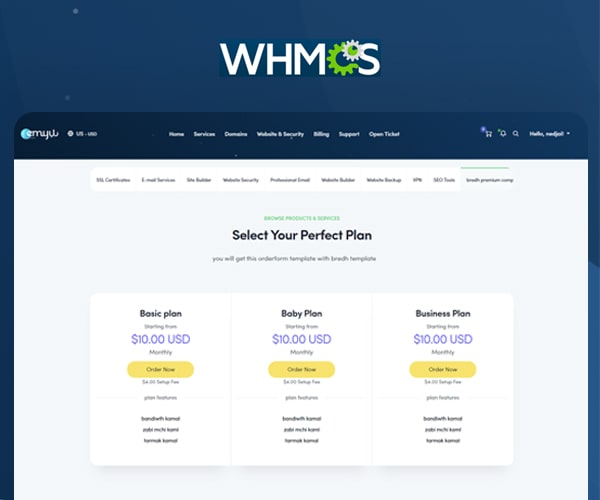 WHMCS
emyui
US - USD
Home Services Domains Website & Security Billing Support Open Ticket
Hello, nedjai!
SSL Certificates E-mail Services Site Builder Website Security Professional Email Website Builder Website Backup VPN SEO Tools bredh premium comp
BROWSE PRODUCTS & SERVICES
Select Your Perfect Plan
you will get this orderform template with bredh template
Basic plan Baby Plan Business Plan
Starting from Starting from Starting from
$10.00 USD $10.00 USD $10.00 USD
Monthly Monthly Monthly
Order Now Order Now Order Now
$4.00 Setup Fee $4.00 Setup Fee $4.00 Setup Fee
plan features plan features plan features
bandiwth kamal bandiwth kamal bandiwth kamal
zabi mchi kaml zabi mchi kaml zabi mchi kaml
tarmak kamal tarmak kamal tarmak kamal